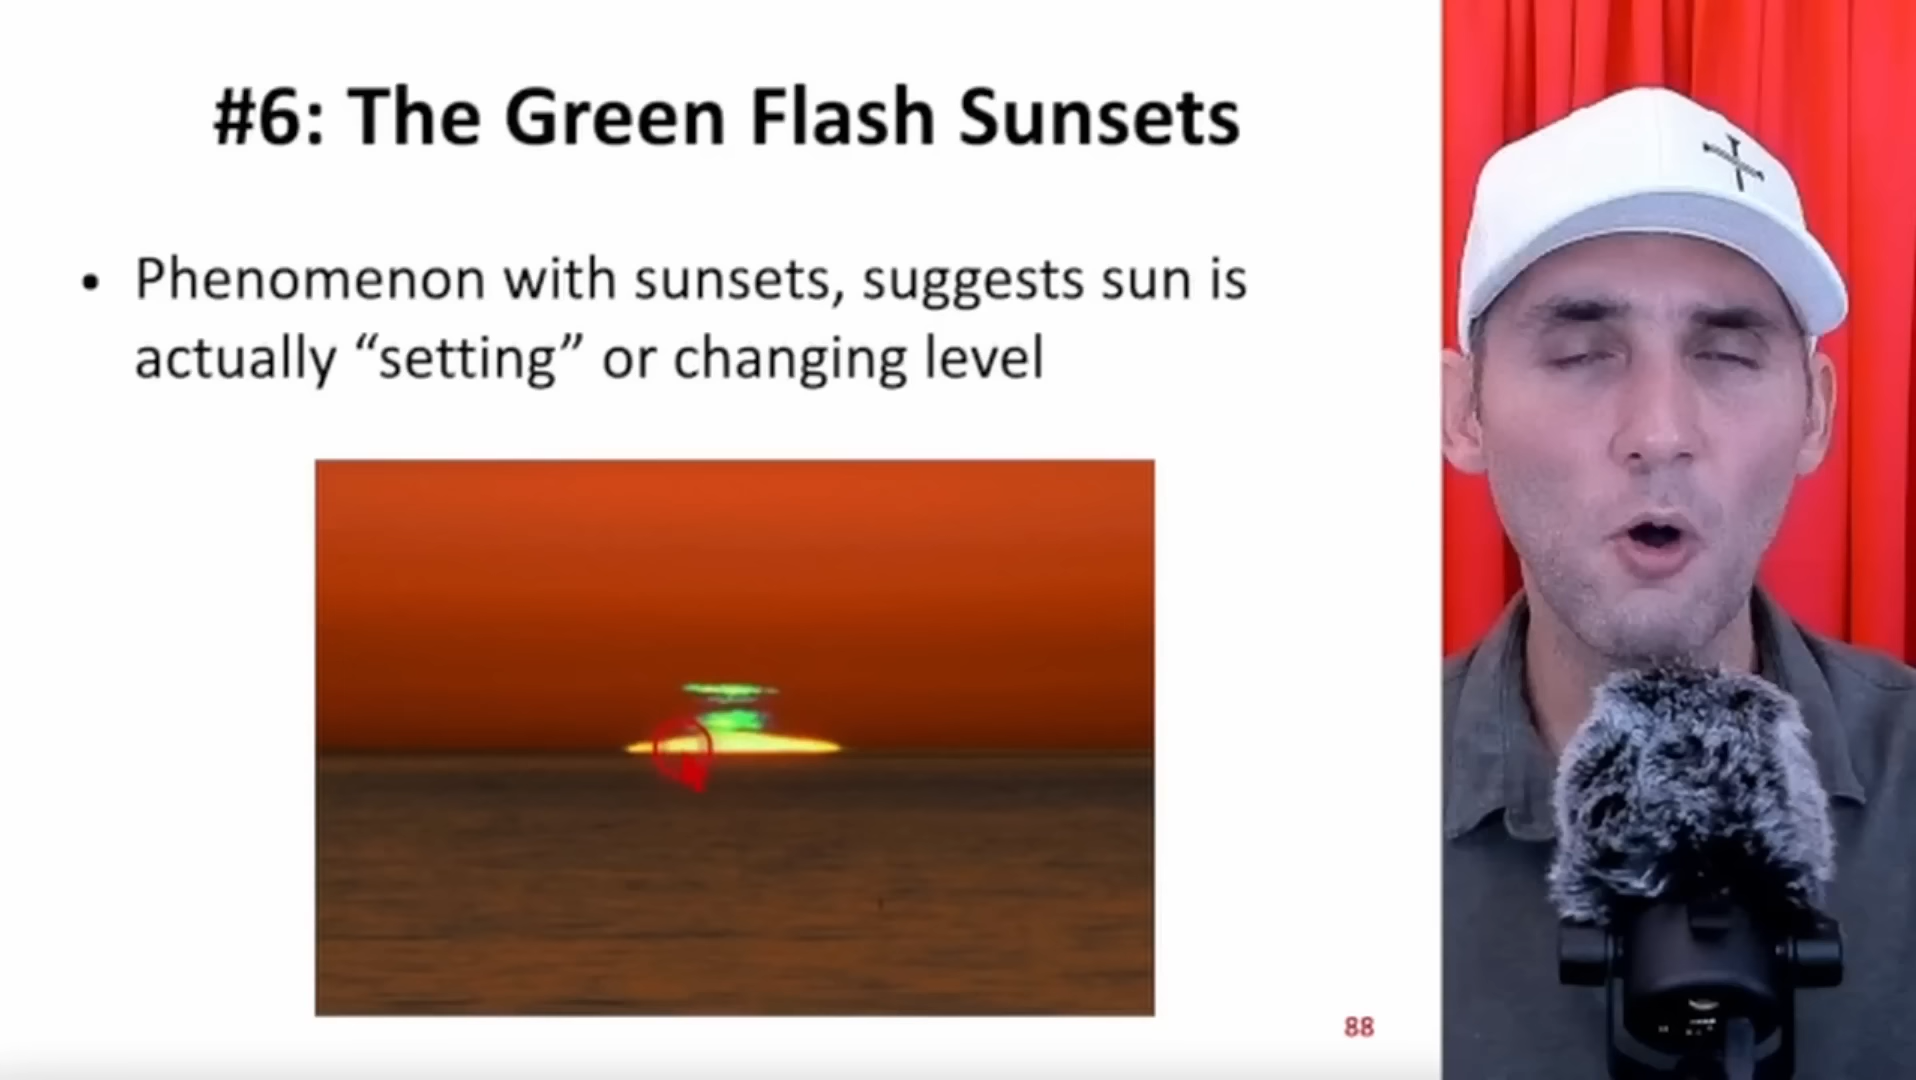 #6: The Green Flash Sunsets
• Phenomenon with sunsets, suggests sun is
actually “setting” or changing level
88